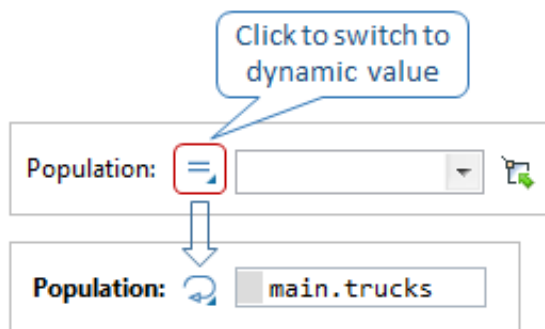 Click to switch to
dynamic value
Population:
Population: main.trucks